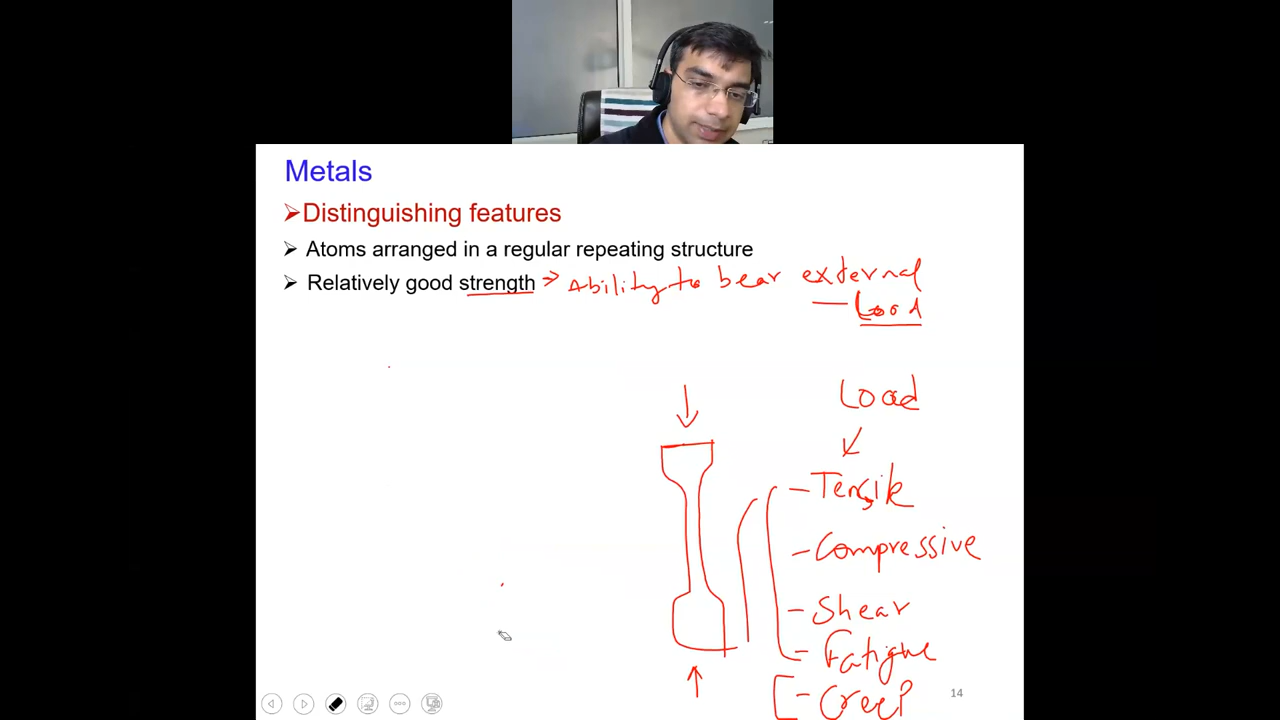 Metals
Distinguishing features
Atoms arranged in a regular repeating structure
Relatively good strength → Ability to bear external
Load
Load
- Tensile
- Compressive
- Shear
- Fatigue
- Creep
14